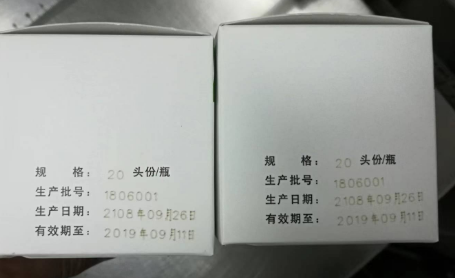 规　　格：20 头份/瓶
生产批号：1806001
生产日期：2108年09月26日
有效期至：2019年09月11日
规　　格：20 头份/瓶
生产批号：1806001
生产日期：2108年09月26日
有效期至：2019年09月11日